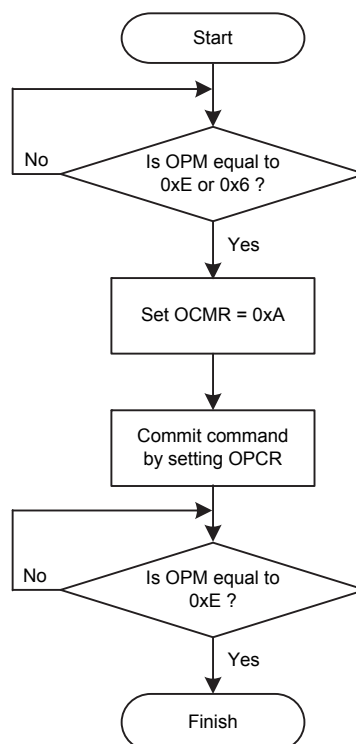 Start
No
Is OPM equal to
0xE or 0x6 ?
Yes
Set OCMR = 0xA
Commit command
by setting OPCR
No
Is OPM equal to
0xE ?
Yes
Finish